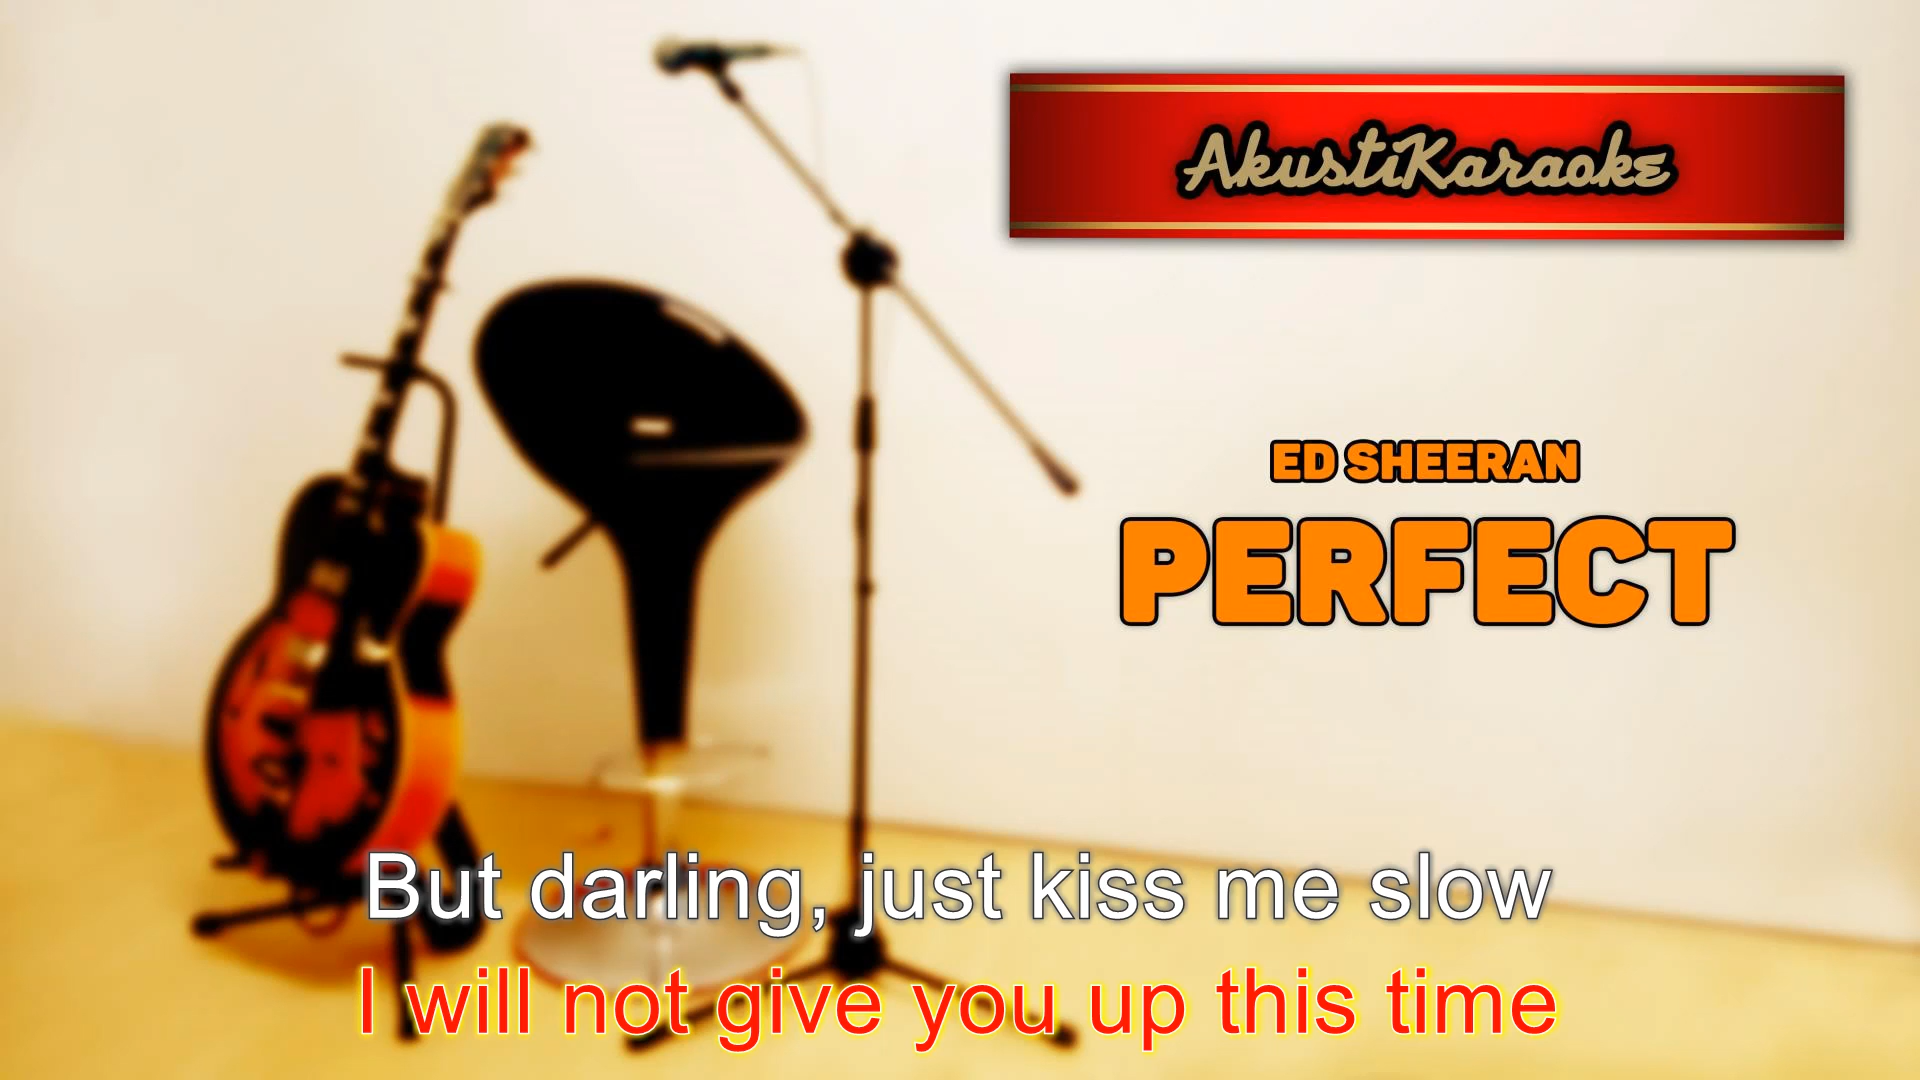 AkustiKaraoke
ED SHEERAN
PERFECT
But darling, just kiss me slow
I will not give you up this time